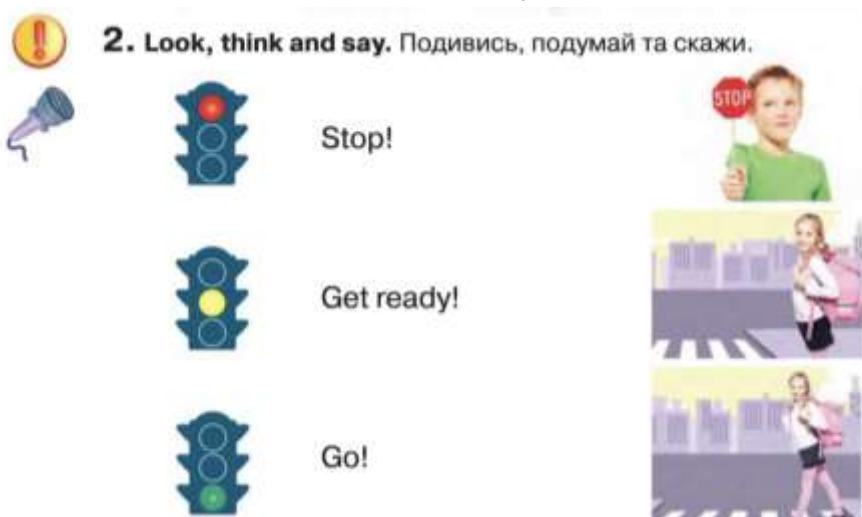 2. Look, think and say. Подивись, подумай та скажи.
STOP
Stop!
Get ready!
Go!